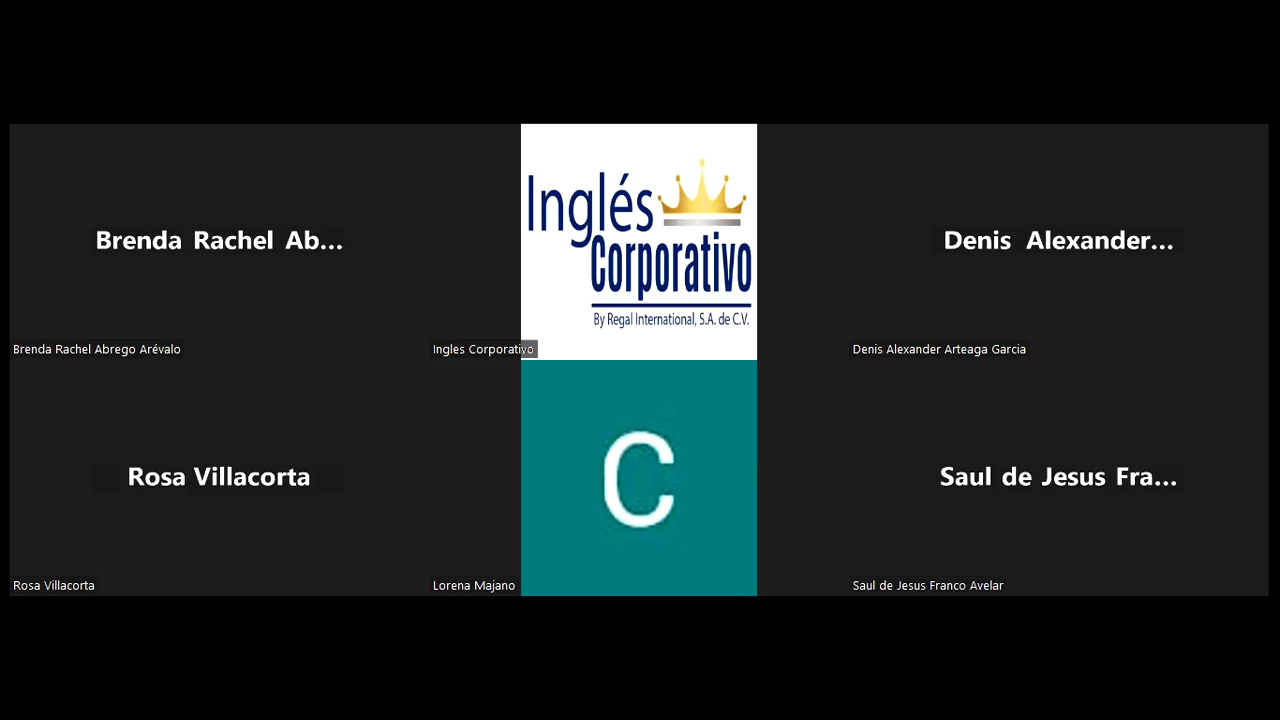 Brenda Rachel Ab...
Brenda Rachel Abrego Arévalo
Inglés
Corporativo
By Regal International, S.A. de C.V.
Ingles Corporativo
Denis Alexander...
Denis Alexander Arteaga Garcia
Rosa Villacorta
Rosa Villacorta
C
Lorena Majano
Saul de Jesus Fra...
Saul de Jesus Franco Avelar